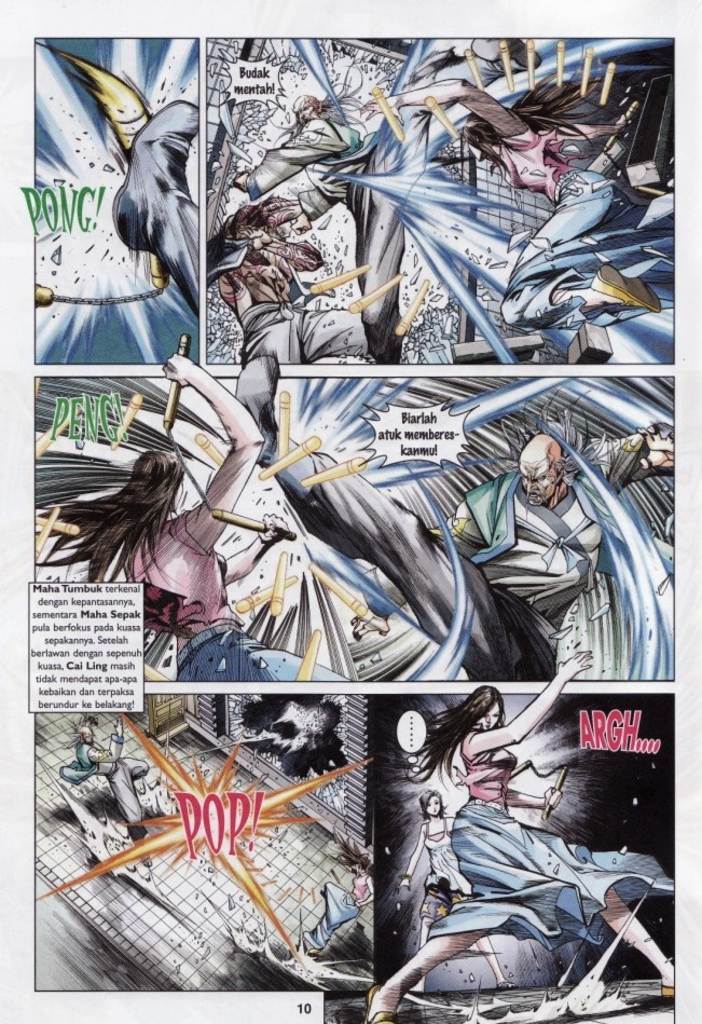 PONG!
Budak
mentah!
PENG!
Biarlah
atuk memberes-
kanmu!
Maha Tumbuk terkenal
dengan kepantasannya,
sementara Maha Sepak
pula berfokus pada kuasa
sepakannya. Setelah
berlawan dengan sepenuh
kuasa, Cai Ling masih
tidak mendapat apa-apa
kebaikan dan terpaksa
berundur ke belakang!
POP!
......
ARGH....
10